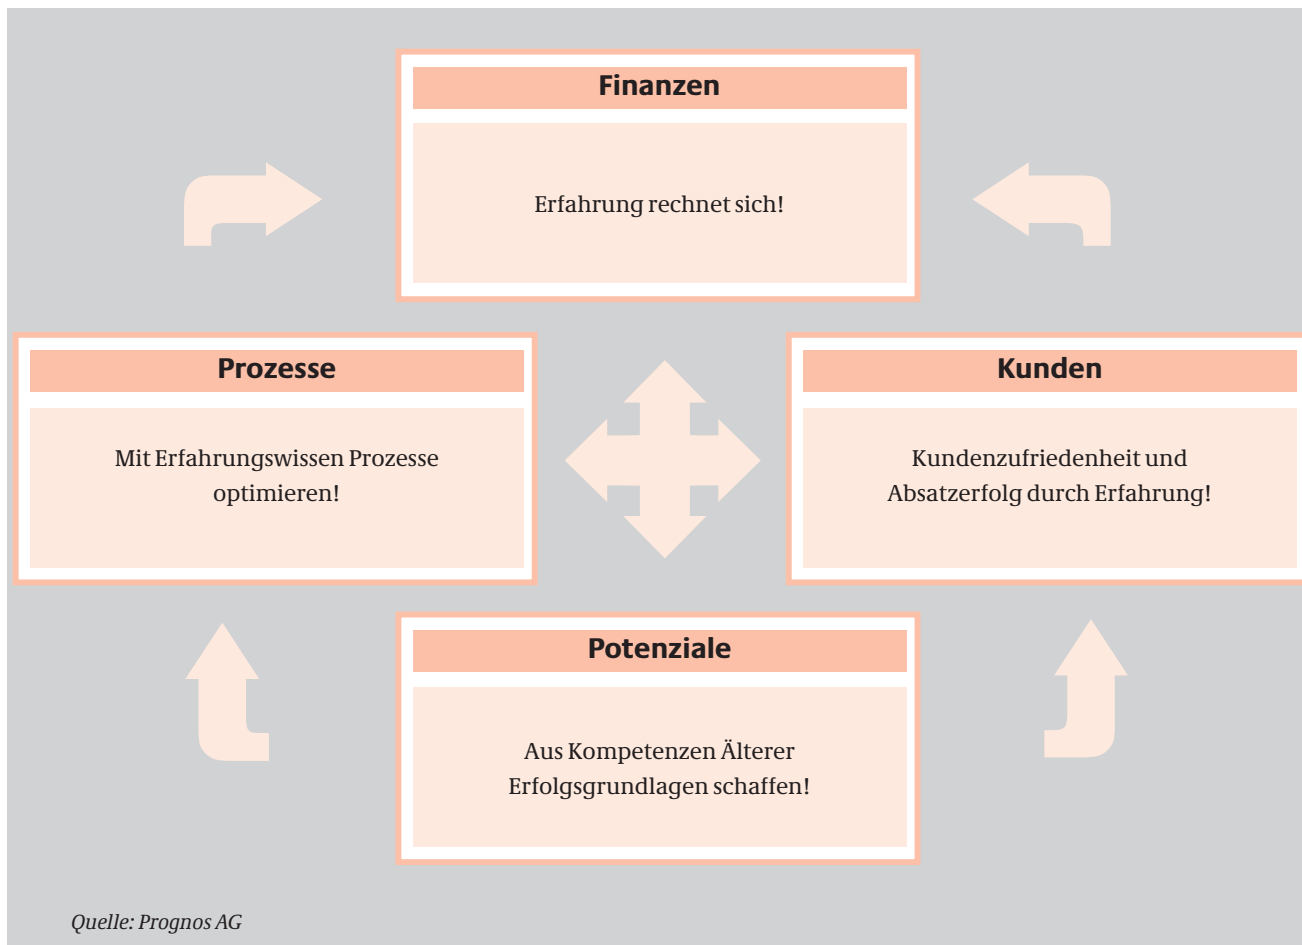 Finanzen
Erfahrung rechnet sich!
Prozesse
Mit Erfahrungswissen Prozesse
optimieren!
Kunden
Kundenzufriedenheit und
Absatzerfolg durch Erfahrung!
Potenziale
Aus Kompetenzen Älterer
Erfolgsgrundlagen schaffen!
Quelle: Prognos AG